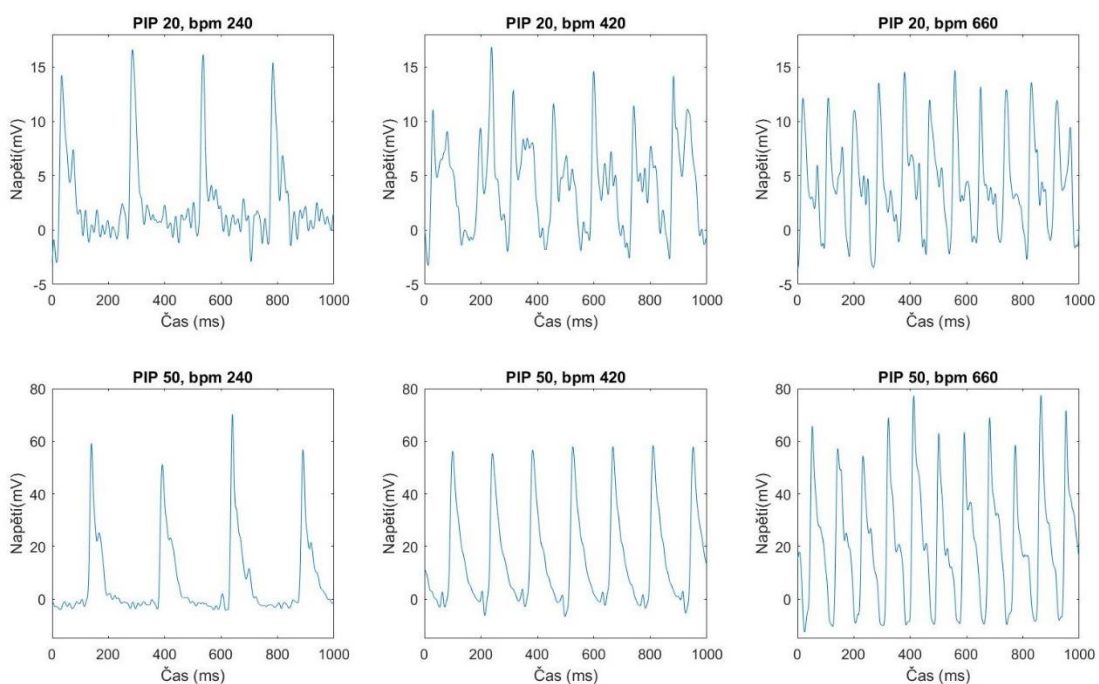 PIP 20, bpm 240
Napětí(mV)
15
10
5
0
-5
0 200 400 600 800 1000
Čas (ms)
PIP 20, bpm 420
Napětí(mV)
15
10
5
0
-5
0 200 400 600 800 1000
Čas (ms)
PIP 20, bpm 660
Napětí(mV)
15
10
5
0
-5
0 200 400 600 800 1000
Čas (ms)
PIP 50, bpm 240
Napětí(mV)
80
60
40
20
0
0 200 400 600 800 1000
Čas (ms)
PIP 50, bpm 420
Napětí(mV)
80
60
40
20
0
0 200 400 600 800 1000
Čas (ms)
PIP 50, bpm 660
Napětí(mV)
80
60
40
20
0
0 200 400 600 800 1000
Čas (ms)